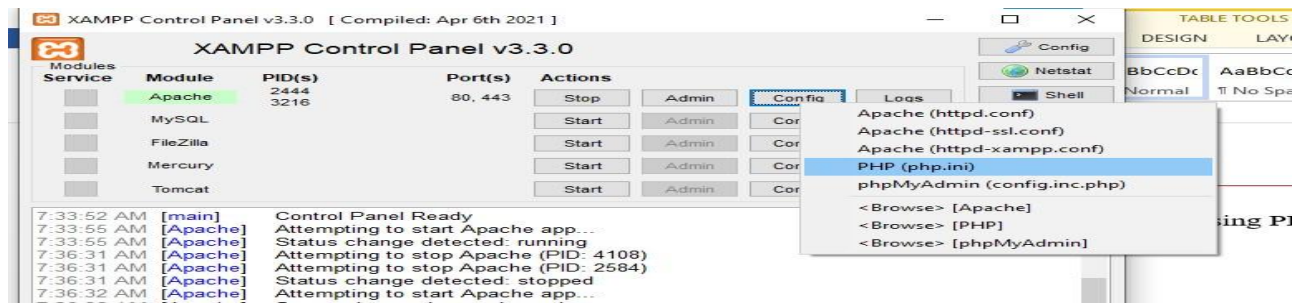 XAMPP Control Panel v3.3.0 [ Compiled: Apr 6th 2021 ]
TABLE TOOLS
DESIGN
XAMPP Control Panel v3.3.0
Config
Modules
Service Module PID(s) Port(s) Actions
Netstat
Apache 2444 3216 80, 443 Stop Admin Config Logs
Shell
Normal
MySQL Start Admin
FileZilla Start Admin
Mercury Start Admin
Tomcat Start Admin
Apache (httpd.conf)
Apache (httpd-ssl.conf)
Apache (httpd-xampp.conf)
PHP (php.ini)
phpMyAdmin (config.inc.php)
<Browse> [Apache]
<Browse> [PHP]
<Browse> [phpMyAdmin]
7:33:52 AM [main] Control Panel Ready
7:33:55 AM [Apache] Attempting to start Apache app...
7:33:55 AM [Apache] Status change detected: running
7:36:31 AM [Apache] Attempting to stop Apache (PID: 4108)
7:36:31 AM [Apache] Attempting to stop Apache (PID: 2584)
7:36:31 AM [Apache] Status change detected: stopped
7:36:32 AM [Apache] Attempting to start Apache app...